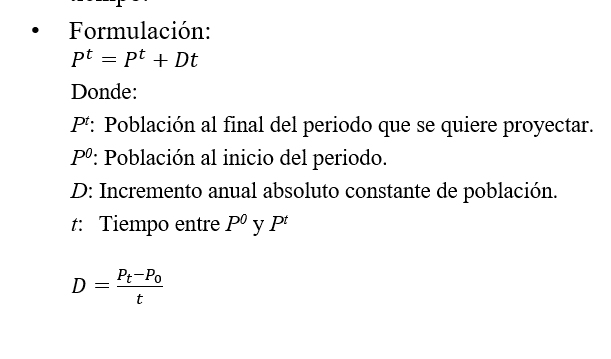 tiempo.
• Formulación:
P^t = P^t + Dt
Donde:
P^t: Población al final del periodo que se quiere proyectar.
P^0: Población al inicio del periodo.
D: Incremento anual absoluto constante de población.
t: Tiempo entre P^0 y P^t
D = (P_t−P_0)/t